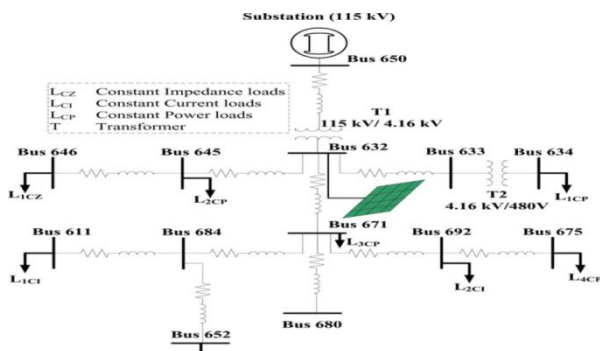 Substation (115 kV)
Bus 650
L_CZ Constant Impedance loads
L_CI Constant Current loads
L_CP Constant Power loads
T Transformer
T1
115 kV/ 4.16 kV
Bus 646
Bus 645
Bus 632
Bus 633
Bus 634
L1CZ
L2CP
T2
4.16 kV/480V
L1CP
Bus 611
Bus 684
Bus 671
Bus 692
Bus 675
L3CP
L1CI
L2CI
L4CP
Bus 652
Bus 680